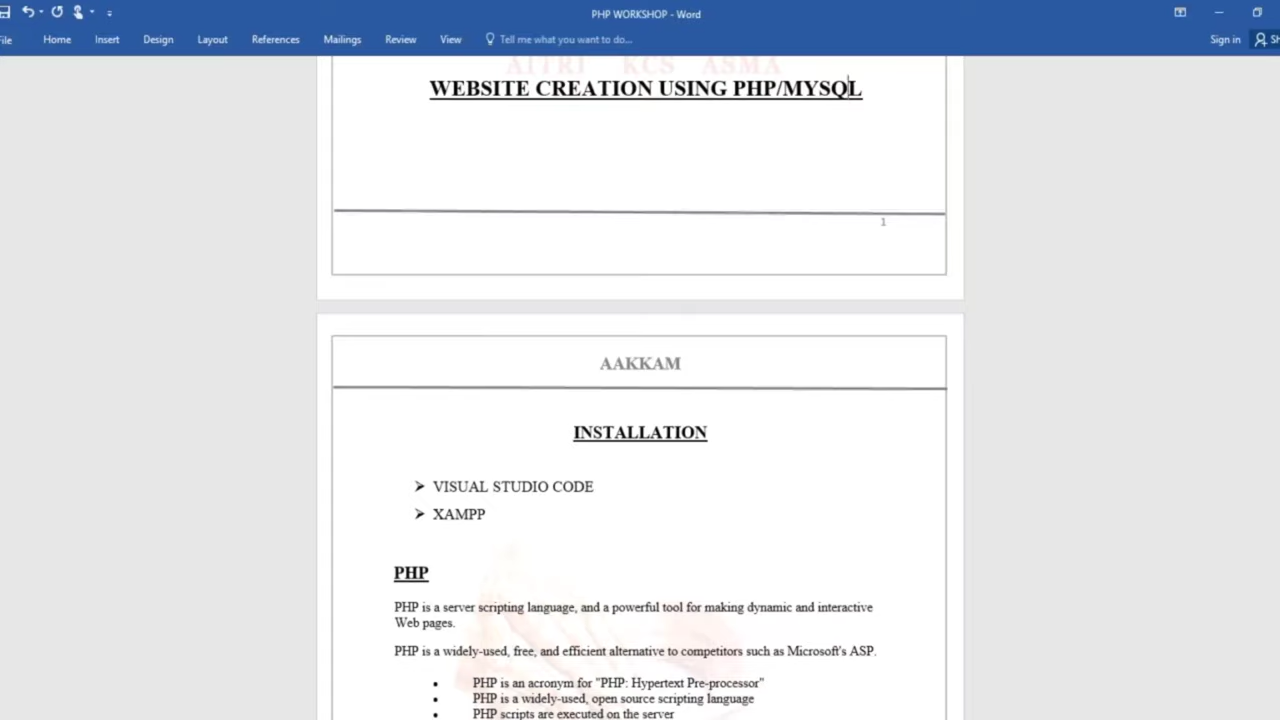 PHP WORKSHOP - Word
File Home Insert Design Layout References Mailings Review View Tell me what you want to do... Sign in
AITRI KCS ASMA
WEBSITE CREATION USING PHP/MYSQL
1
AAKKAM
INSTALLATION
➤ VISUAL STUDIO CODE
➤ XAMPP
PHP
PHP is a server scripting language, and a powerful tool for making dynamic and interactive
Web pages.
PHP is a widely-used, free, and efficient alternative to competitors such as Microsoft's ASP.
• PHP is an acronym for "PHP: Hypertext Pre-processor"
• PHP is a widely-used, open source scripting language
• PHP scripts are executed on the server